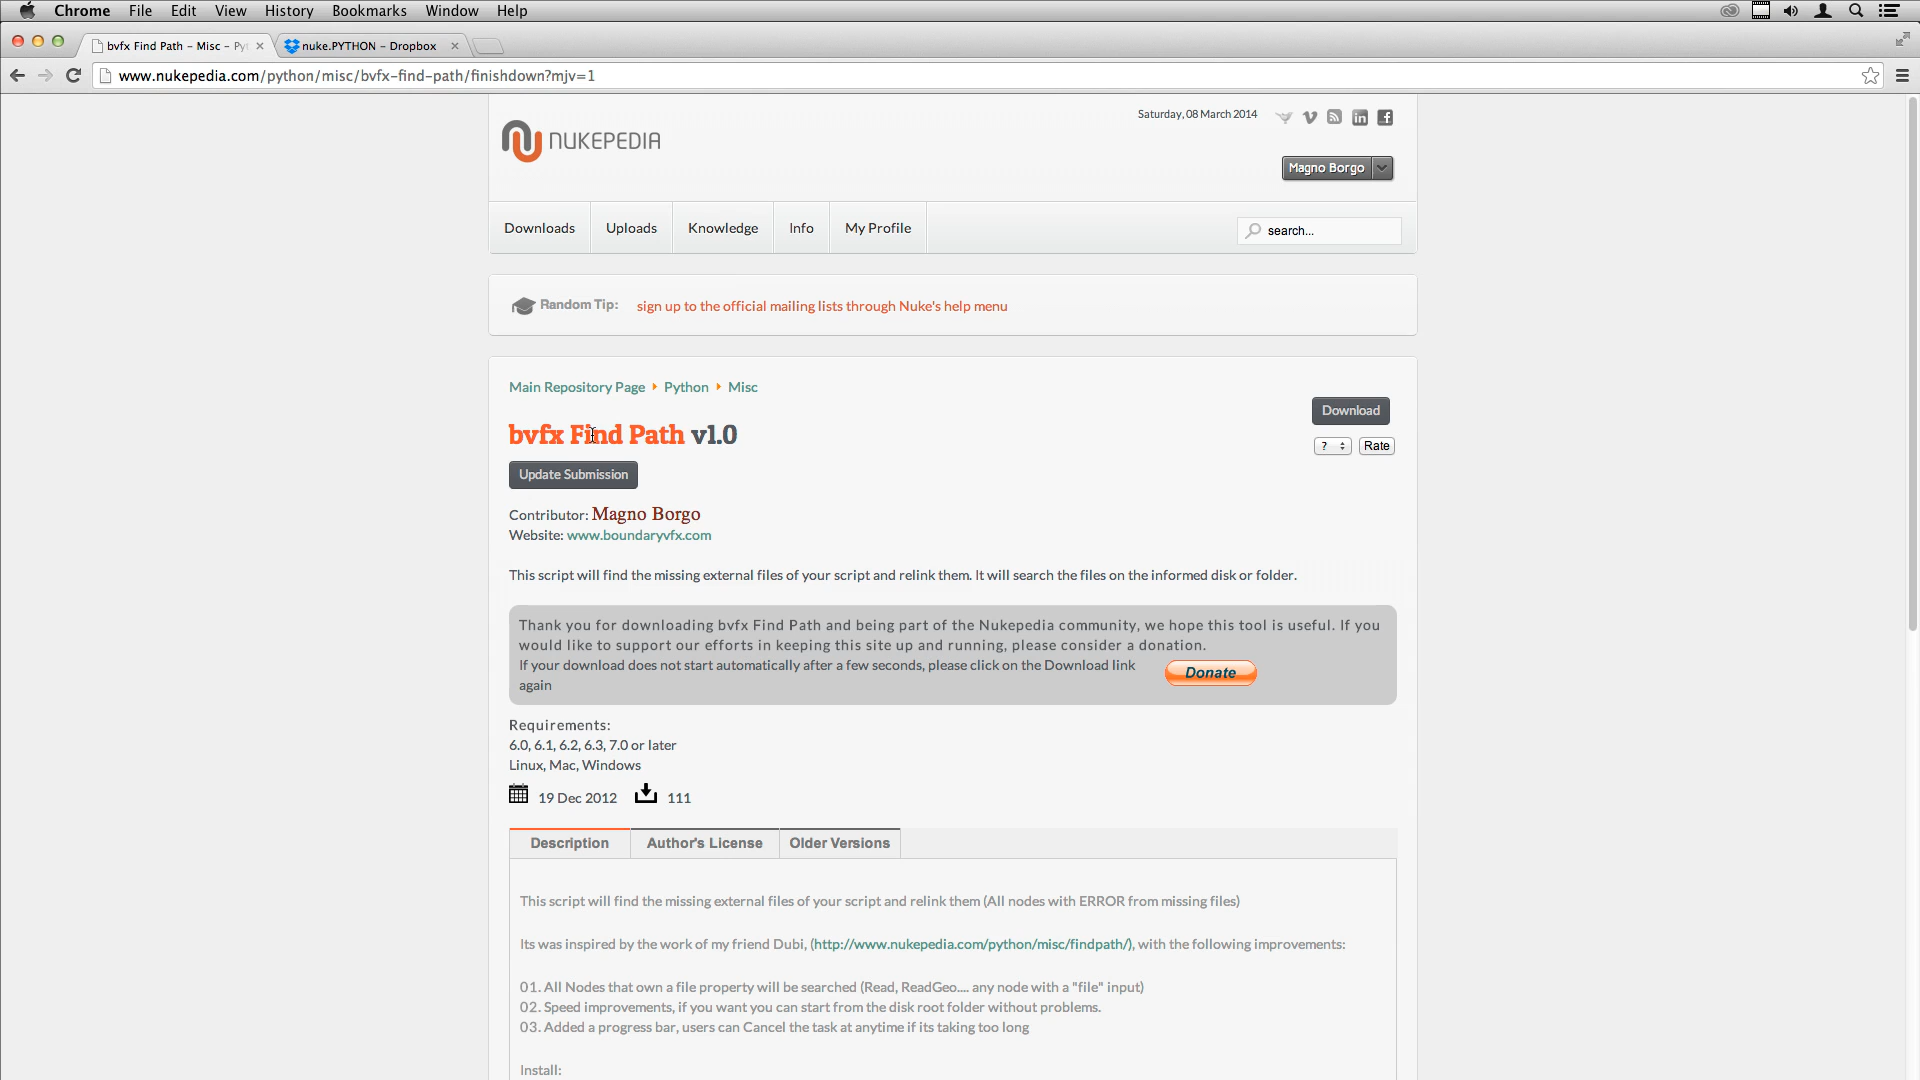 Chrome File Edit View History Bookmarks Window Help
bvfx Find Path – Misc – Py
nuke.PYTHON – Dropbox
www.nukepedia.com/python/misc/bvfx-find-path/finishdown?mjv=1
Saturday, 08 March 2014
NUKEPEDIA
Magno Borgo
Downloads Uploads Knowledge Info My Profile
search...
Random Tip: sign up to the official mailing lists through Nuke's help menu
Main Repository Page Python Misc
Download
bvfx Find Path v1.0
? Rate
Update Submission
Contributor: Magno Borgo
Website: www.boundaryvfx.com
This script will find the missing external files of your script and relink them. It will search the files on the informed disk or folder.
Thank you for downloading bvfx Find Path and being part of the Nukepedia community, we hope this tool is useful. If you
would like to support our efforts in keeping this site up and running, please consider a donation.
If your download does not start automatically after a few seconds, please click on the Download link
again
Donate
Requirements:
6.0, 6.1, 6.2, 6.3, 7.0 or later
Linux, Mac, Windows
19 Dec 2012 111
Description Author's License Older Versions
This script will find the missing external files of your script and relink them (All nodes with ERROR from missing files)
Its was inspired by the work of my friend Dubi, (http://www.nukepedia.com/python/misc/findpath/), with the following improvements:
01. All Nodes that own a file property will be searched (Read, ReadGeo.... any node with a "file" input)
02. Speed improvements, if you want you can start from the disk root folder without problems.
03. Added a progress bar, users can Cancel the task at anytime if its taking too long
Install: